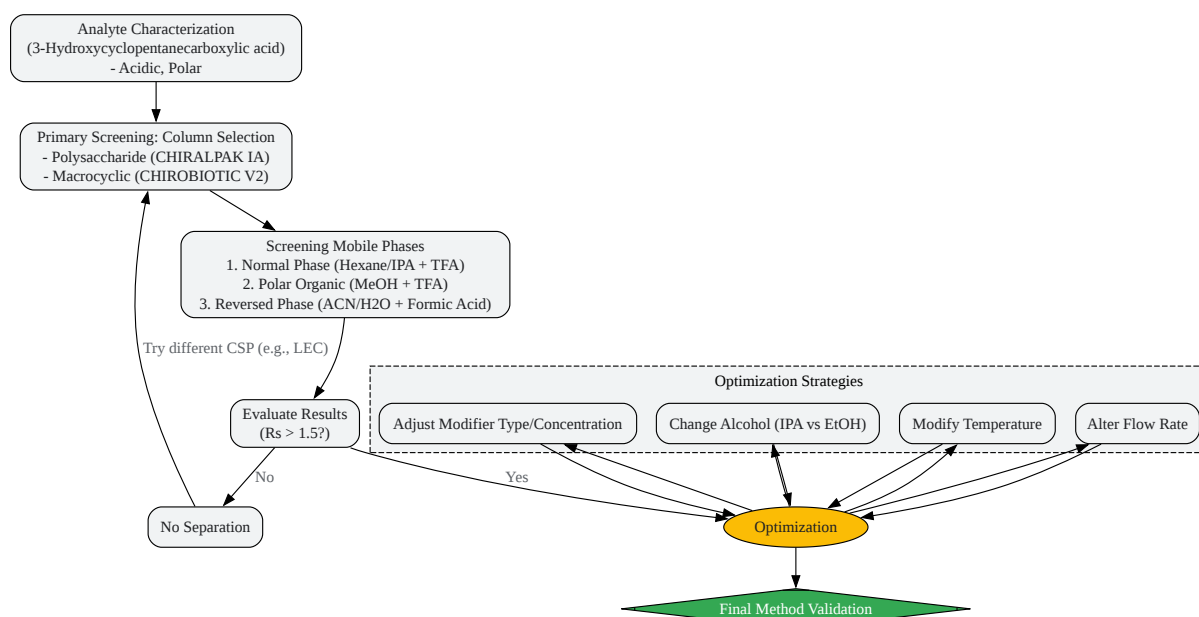 Analyte Characterization
(3-Hydroxycyclopentanecarboxylic acid)
- Acidic, Polar
Primary Screening: Column Selection
- Polysaccharide (CHIRALPAK IA)
- Macrocyclic (CHIROBIOTIC V2)
Screening Mobile Phases
1. Normal Phase (Hexane/IPA + TFA)
2. Polar Organic (MeOH + TFA)
3. Reversed Phase (ACN/H2O + Formic Acid)
Try different CSP (e.g., LEC)
Optimization Strategies
Evaluate Results
(Rs > 1.5?)
Adjust Modifier Type/Concentration
Change Alcohol (IPA vs EtOH)
Modify Temperature
Alter Flow Rate
No
Yes
No Separation
Optimization
Final Method Validation